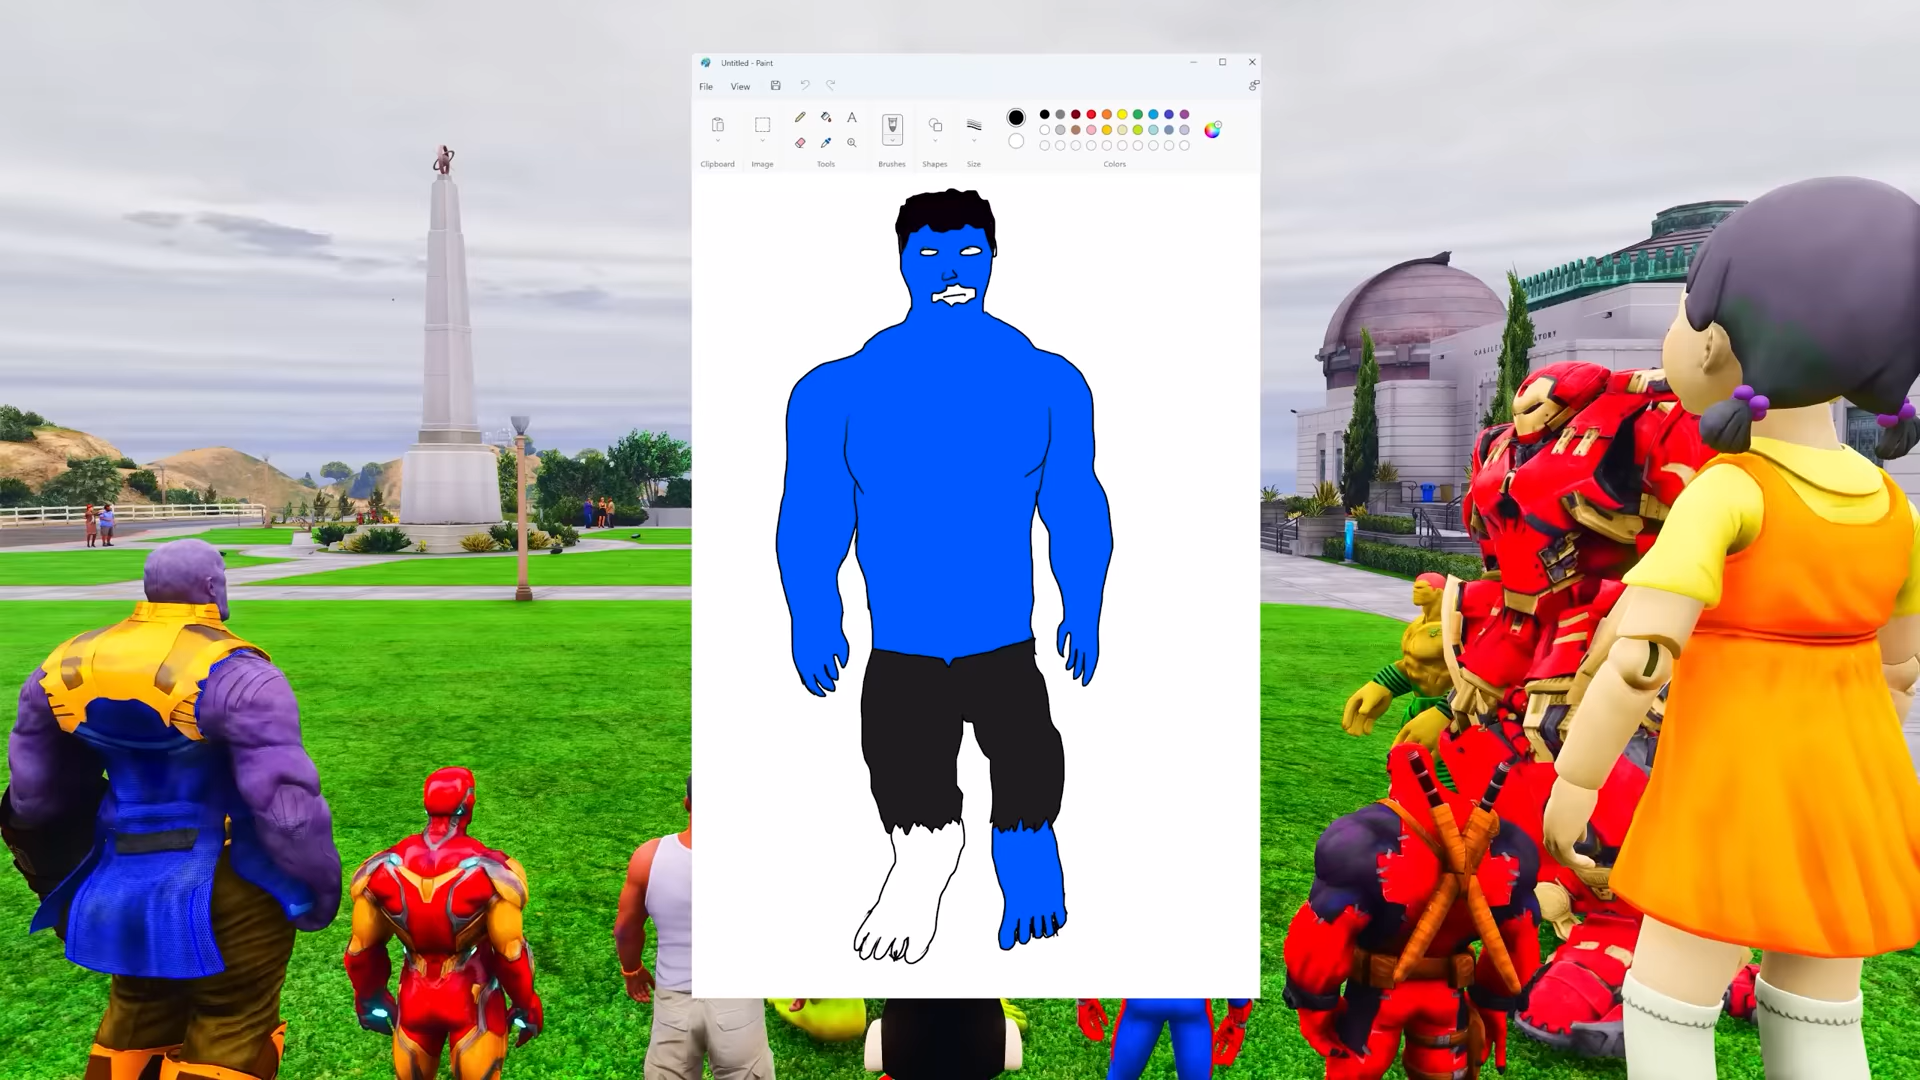 Untitled - Paint
File View
A
Clipboard Image Tools Brushes Shapes Size Colors